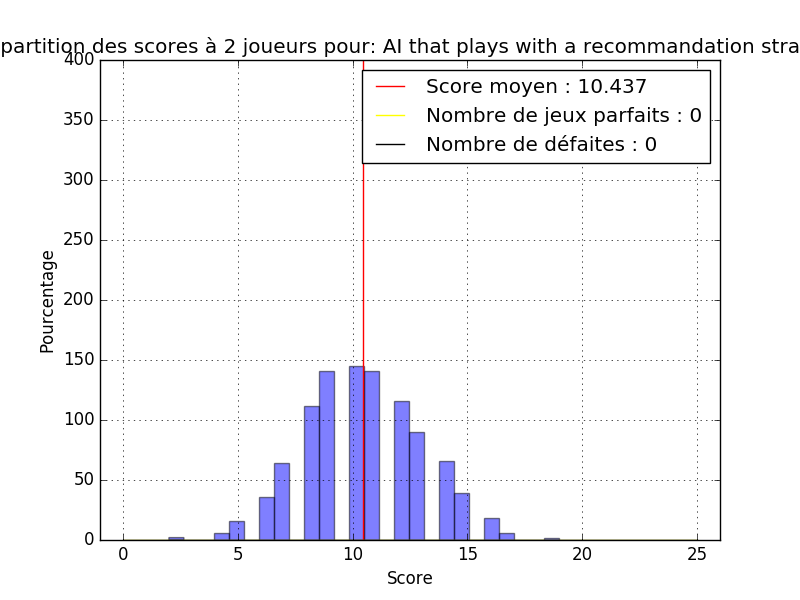 partition des scores à 2 joueurs pour: AI that plays with a recommandation stra
400
350
300
250
200
150
100
50
0
Pourcentage
Score moyen : 10.437
Nombre de jeux parfaits : 0
Nombre de défaites : 0
0 5 10 15 20 25
Score